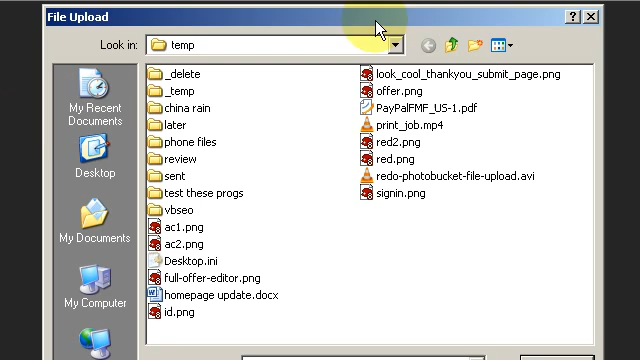 File Upload
Look in: temp
My Recent
Documents
Desktop
My Documents
My Computer
_delete
_temp
china rain
later
phone files
review
sent
test these progs
vbseo
ac1.png
ac2.png
Desktop.ini
full-offer-editor.png
homepage update.docx
id.png
look_cool_thankyou_submit_page.png
offer.png
PayPalFMF_US-1.pdf
print_job.mp4
red2.png
red.png
redo-photobucket-file-upload.avi
signin.png